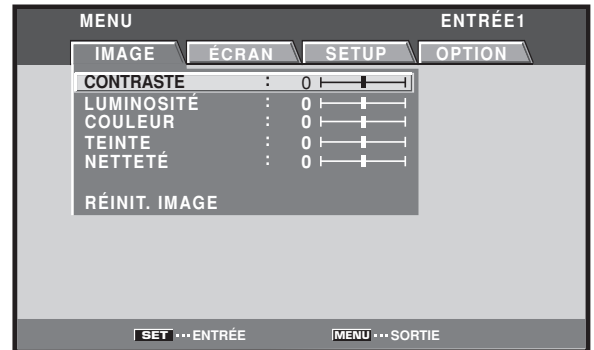 MENU ENTRÉE1
IMAGE ÉCRAN SETUP OPTION
CONTRASTE : 0
LUMINOSITÉ : 0
COULEUR : 0
TEINTE : 0
NETTETÉ : 0
RÉINIT. IMAGE
SET ··· ENTRÉE MENU ··· SORTIE